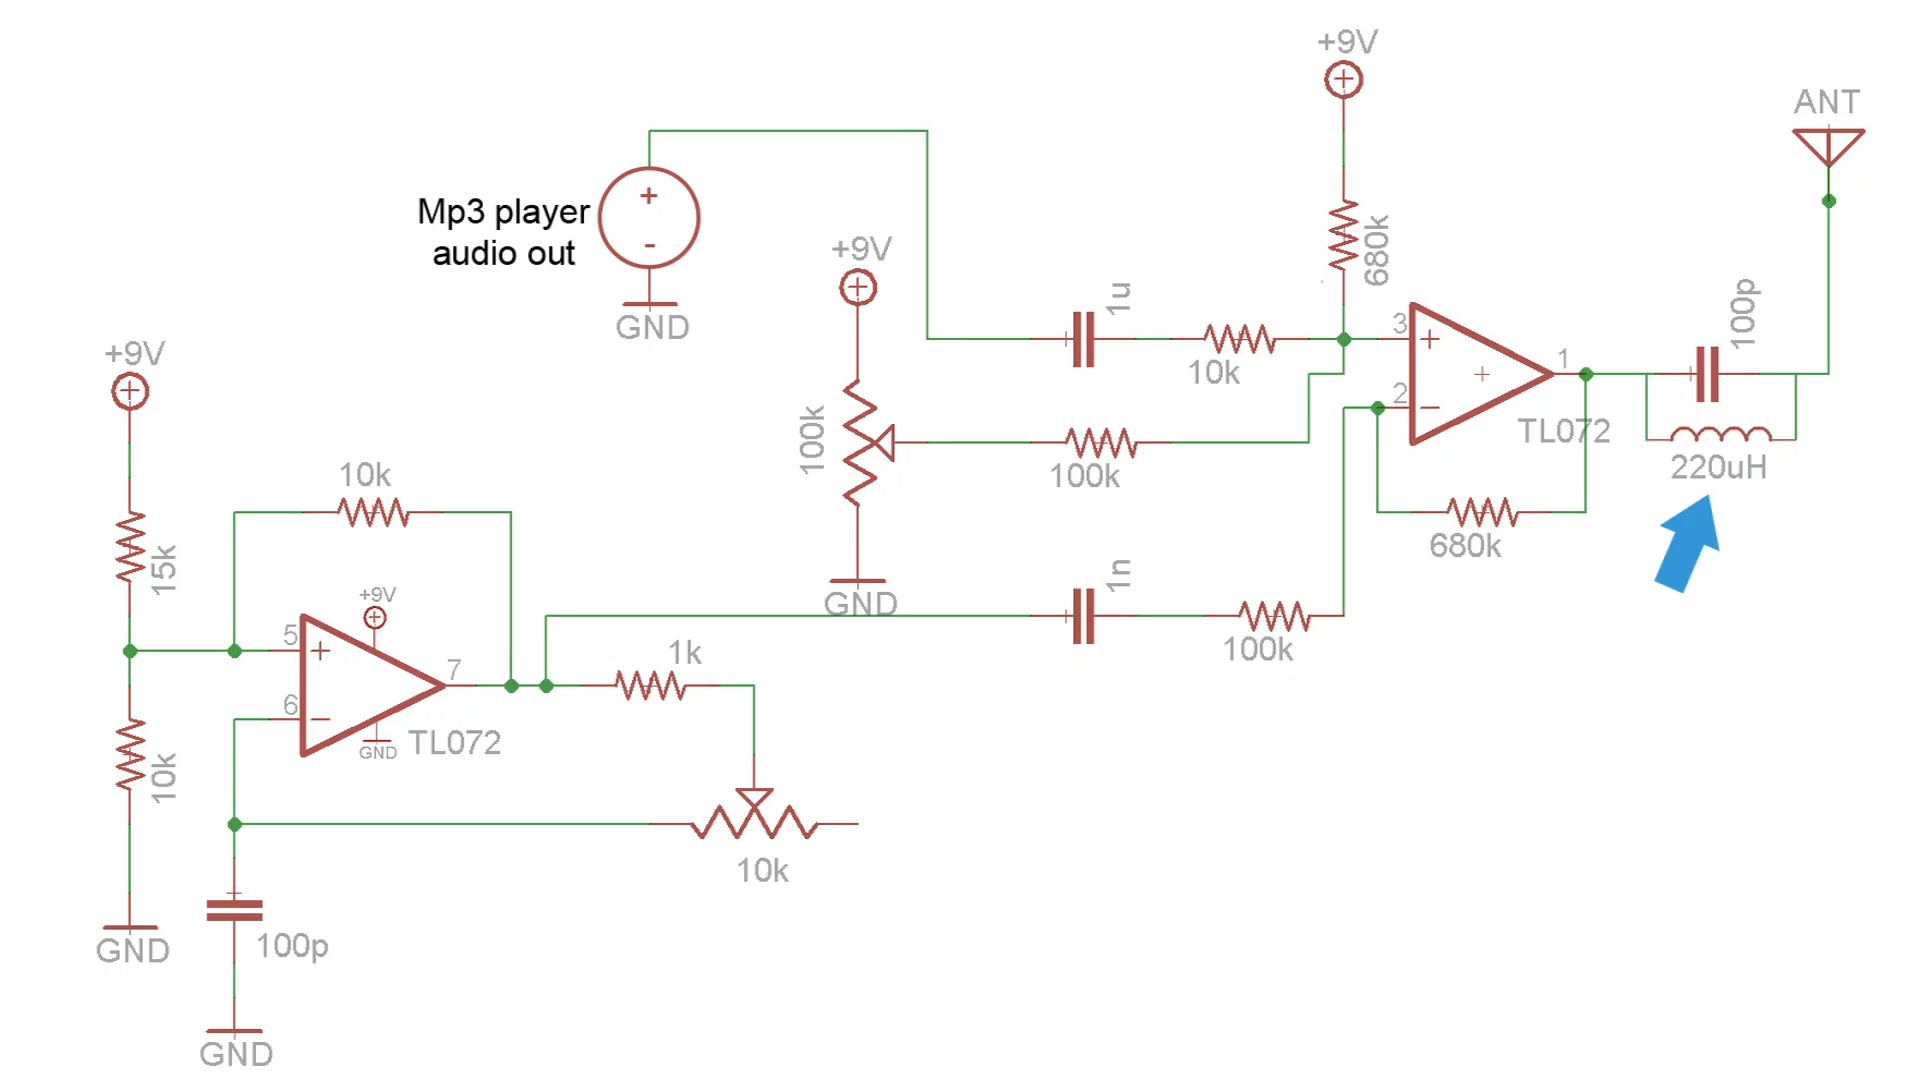 +9V
ANT
Mp3 player
audio out
GND
+9V
680k
1u
100p
10k
3
2
1
TL072
220uH
+9V
100k
100k
680k
GND
1n
100k
+9V
10k
15k
+9V
5
6
7
GND
TL072
1k
10k
10k
GND
100p
GND